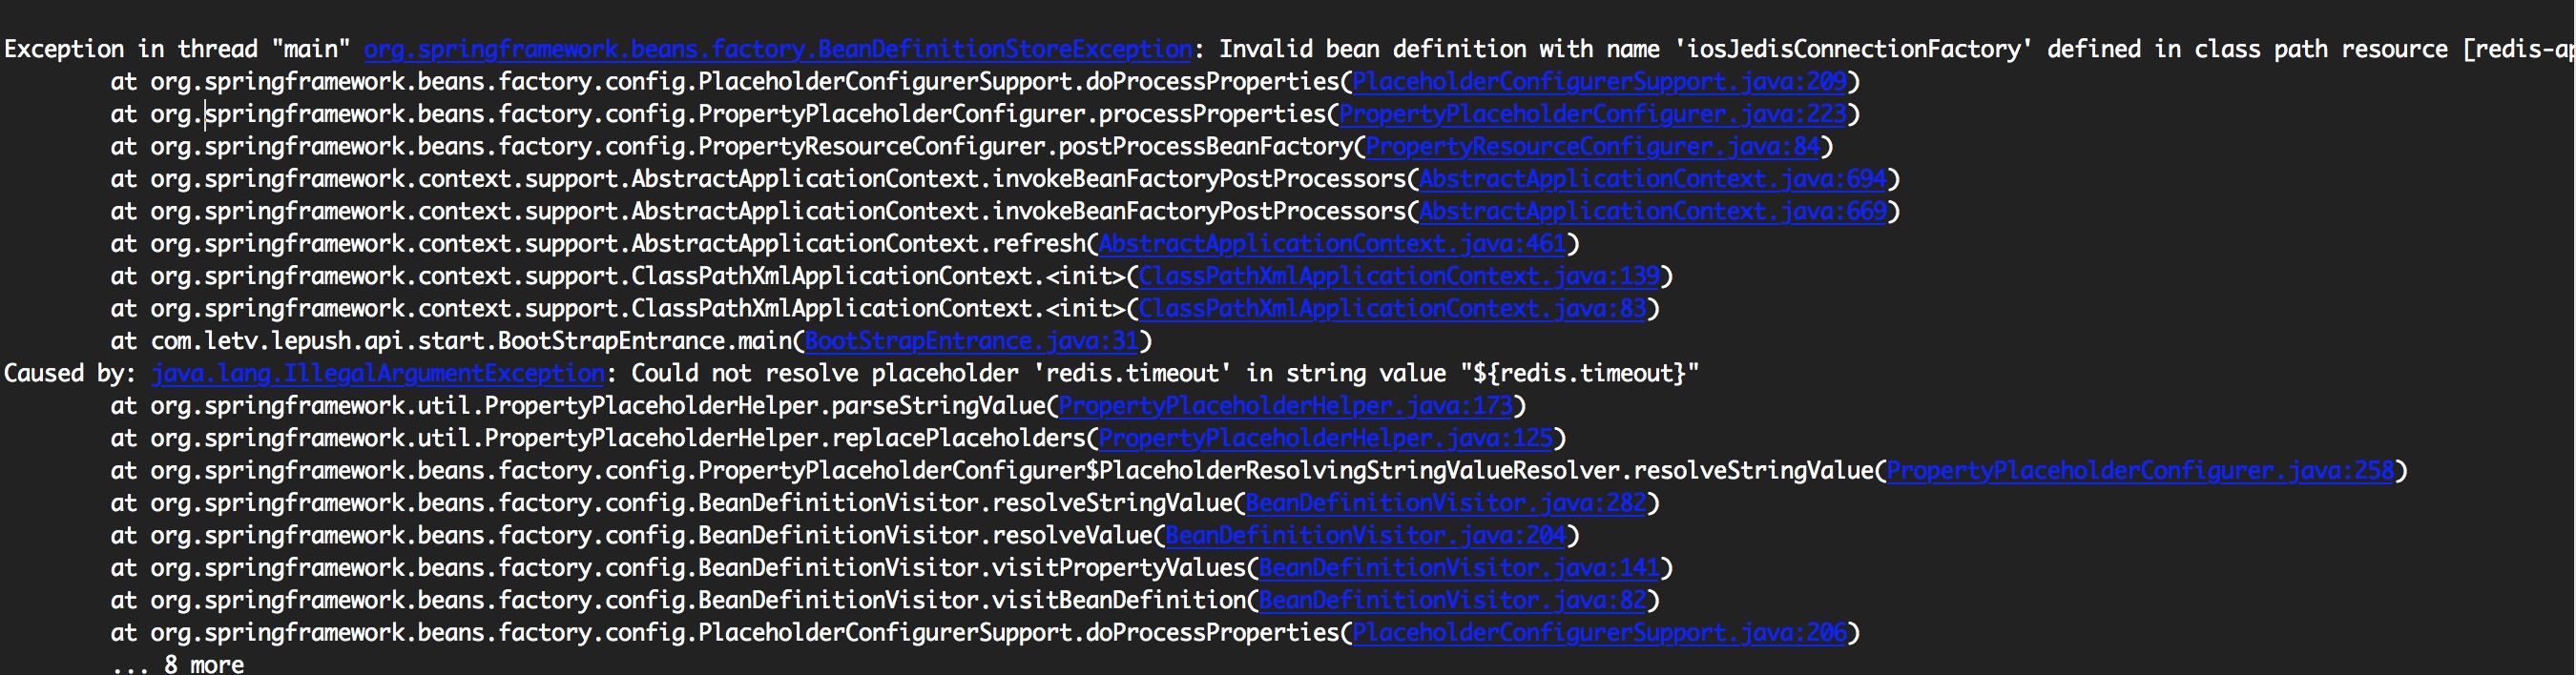 Exception in thread "main" org.springframework.beans.factory.BeanDefinitionStoreException: Invalid bean definition with name 'iosJedisConnectionFactory' defined in class path resource [redis-ap
at org.springframework.beans.factory.config.PlaceholderConfigurerSupport.doProcessProperties(PlaceholderConfigurerSupport.java:209)
at org.springframework.beans.factory.config.PropertyPlaceholderConfigurer.processProperties(PropertyPlaceholderConfigurer.java:223)
at org.springframework.beans.factory.config.PropertyResourceConfigurer.postProcessBeanFactory(PropertyResourceConfigurer.java:84)
at org.springframework.context.support.AbstractApplicationContext.invokeBeanFactoryPostProcessors(AbstractApplicationContext.java:694)
at org.springframework.context.support.AbstractApplicationContext.invokeBeanFactoryPostProcessors(AbstractApplicationContext.java:669)
at org.springframework.context.support.AbstractApplicationContext.refresh(AbstractApplicationContext.java:461)
at org.springframework.context.support.ClassPathXmlApplicationContext.<init>(ClassPathXmlApplicationContext.java:139)
at org.springframework.context.support.ClassPathXmlApplicationContext.<init>(ClassPathXmlApplicationContext.java:83)
at com.letv.lepush.api.start.BootStrapEntrance.main(BootStrapEntrance.java:31)
Caused by: java.lang.IllegalArgumentException: Could not resolve placeholder 'redis.timeout' in string value "${redis.timeout}"
at org.springframework.util.PropertyPlaceholderHelper.parseStringValue(PropertyPlaceholderHelper.java:173)
at org.springframework.util.PropertyPlaceholderHelper.replacePlaceholders(PropertyPlaceholderHelper.java:125)
at org.springframework.beans.factory.config.PropertyPlaceholderConfigurer$PlaceholderResolvingStringValueResolver.resolveStringValue(PropertyPlaceholderConfigurer.java:258)
at org.springframework.beans.factory.config.BeanDefinitionVisitor.resolveStringValue(BeanDefinitionVisitor.java:282)
at org.springframework.beans.factory.config.BeanDefinitionVisitor.resolveValue(BeanDefinitionVisitor.java:204)
at org.springframework.beans.factory.config.BeanDefinitionVisitor.visitPropertyValues(BeanDefinitionVisitor.java:141)
at org.springframework.beans.factory.config.BeanDefinitionVisitor.visitBeanDefinition(BeanDefinitionVisitor.java:82)
at org.springframework.beans.factory.config.PlaceholderConfigurerSupport.doProcessProperties(PlaceholderConfigurerSupport.java:206)
... 8 more